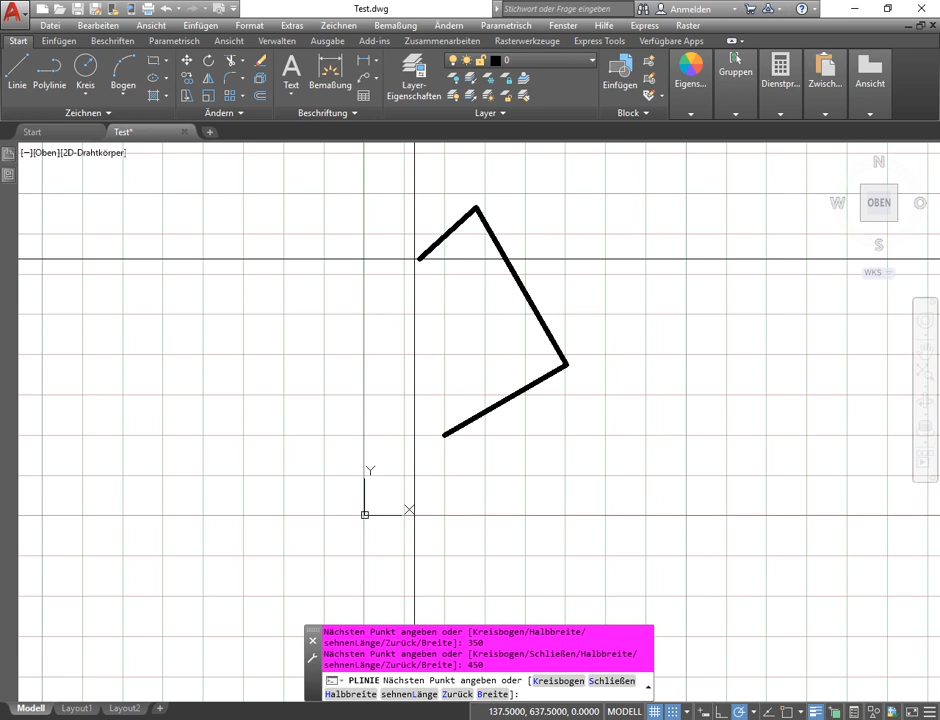 Test.dwg
Stichwort oder Frage eingeben
Anmelden
Datei Bearbeiten Ansicht Einfügen Format Extras Zeichnen Bemaßung Ändern Parametrisch Fenster Hilfe Express Raster
Start Einfügen Beschriften Parametrisch Ansicht Verwalten Ausgabe Add-ins Zusammenarbeiten Rasterwerkzeuge Express Tools Verfügbare Apps
0
Linie Polylinie Kreis Bogen Text Bemaßung Layer-Eigenschaften Einfügen Eigens... Gruppen Dienstpr... Zwisch... Ansicht
Zeichnen Ändern Beschriftung Layer Block
Start Test*
[−][Oben][2D-Drahtkörper]
N
W OBEN O
S
WKS
Y
X
Nächsten Punkt angeben oder [Kreisbogen/Halbbreite/
sehnenLänge/Zurück/Breite]: 350
Nächsten Punkt angeben oder [Kreisbogen/Schließen/Halbbreite/
sehnenLänge/Zurück/Breite]: 450
PLINIE Nächsten Punkt angeben oder [Kreisbogen Schließen
Halbbreite sehnenLänge Zurück Breite]:
Modell Layout1 Layout2
137.5000, 637.5000, 0.0000 MODELL